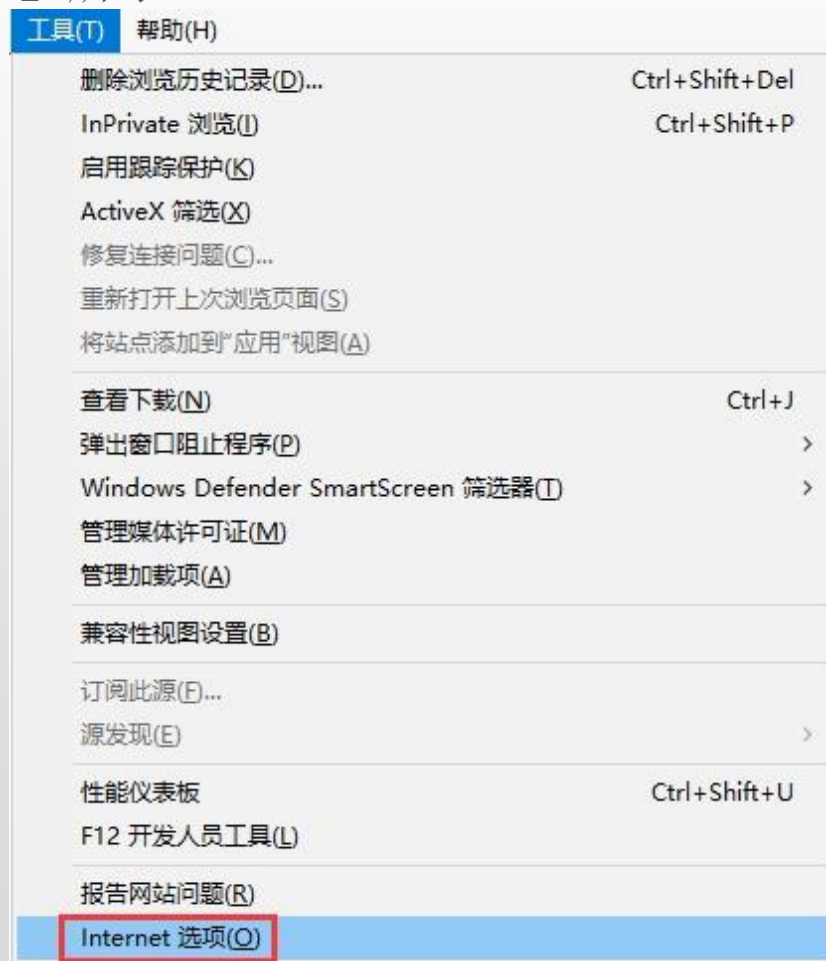 工具(T) 帮助(H)
删除浏览历史记录(D)... Ctrl+Shift+Del
InPrivate 浏览(I) Ctrl+Shift+P
启用跟踪保护(K)
ActiveX 筛选(X)
修复连接问题(C)...
重新打开上次浏览页面(S)
将站点添加到“应用”视图(A)
查看下载(N) Ctrl+J
弹出窗口阻止程序(P)
Windows Defender SmartScreen 筛选器(T)
管理媒体许可证(M)
管理加载项(A)
兼容性视图设置(B)
订阅此源(F)...
源发现(E)
性能仪表板 Ctrl+Shift+U
F12 开发人员工具(L)
报告网站问题(R)
Internet 选项(O)